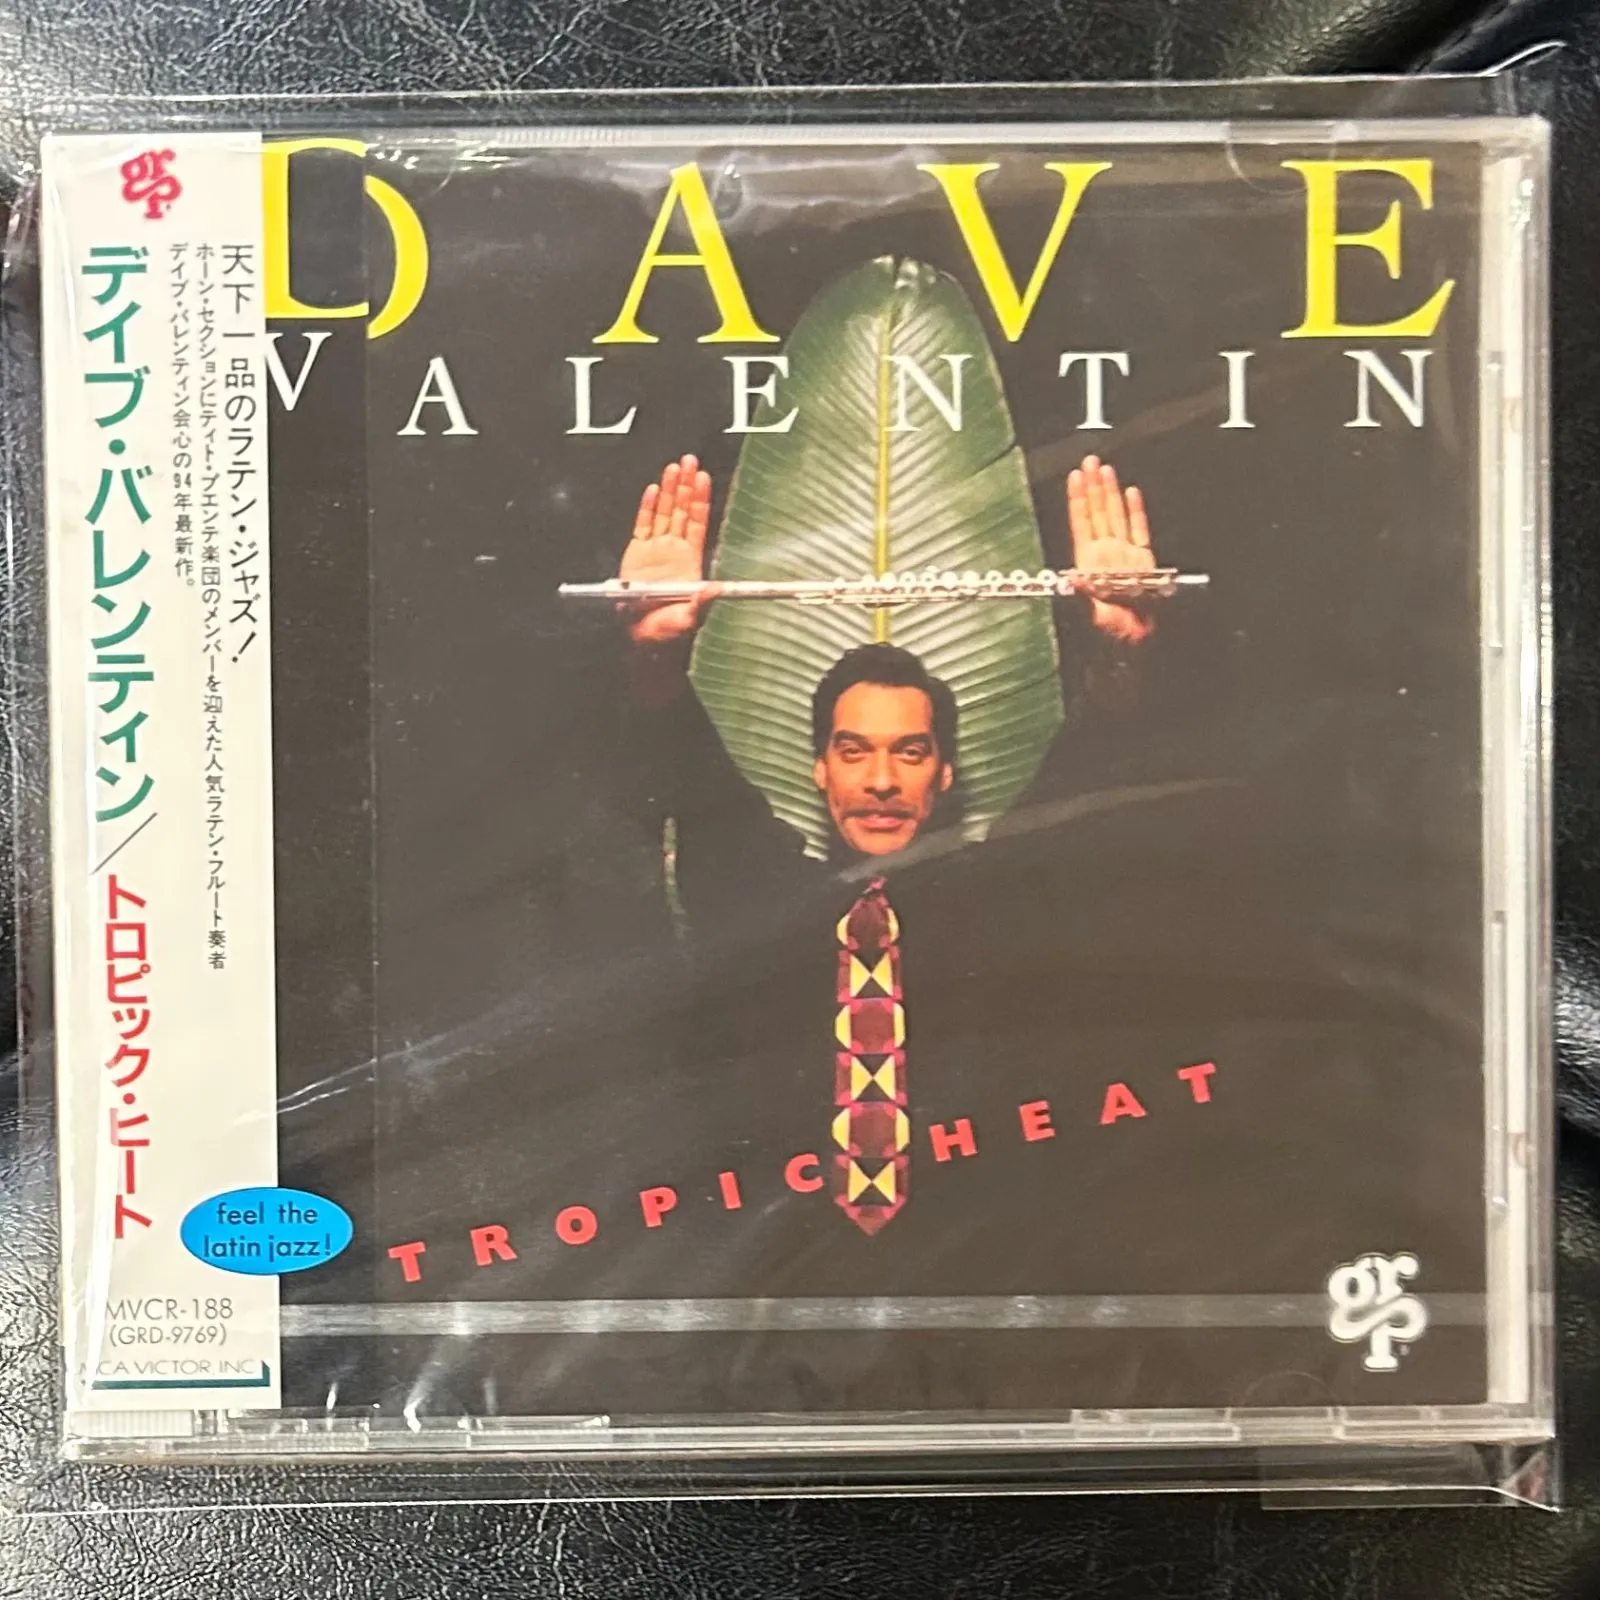 grp
デイブ・バレンティン/トロピック・ヒート
天下一品のラテン・ジャズ!
ホーン・セクションにティト・プエンテ楽団のメンバーを迎えた人気ラテン・フルート奏者
デイブ・バレンティン会心の94年最新作。
feel the
latin jazz!
MVCR-188
(GRD-9769)
MCA VICTOR, INC
DAVE
VALENTIN
TROPIC HEAT
grp